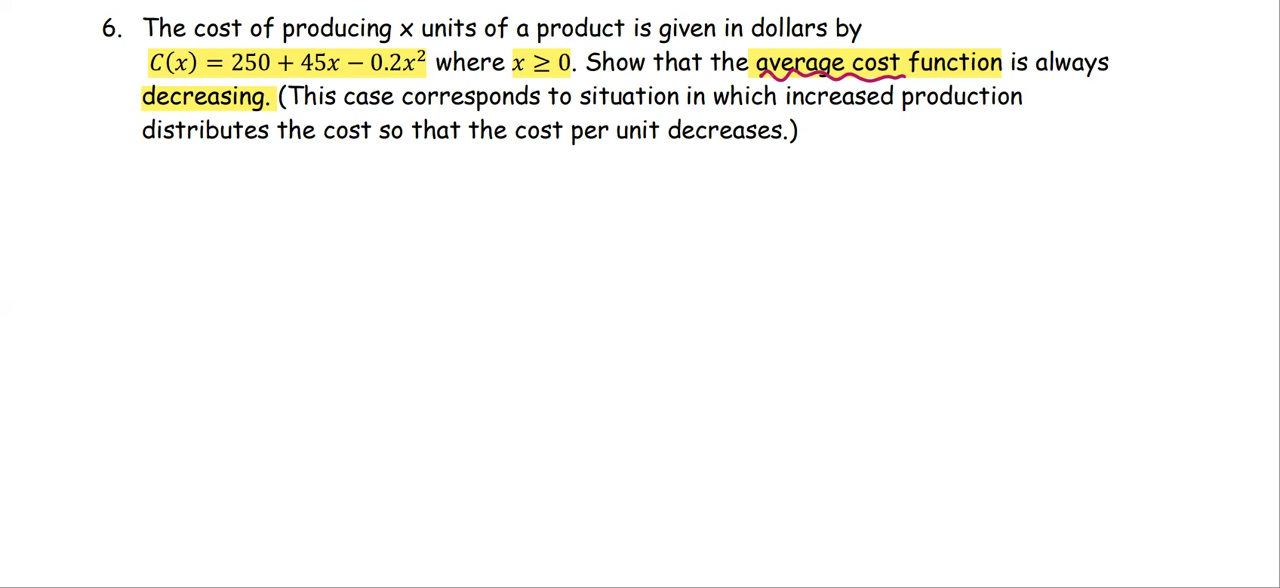 6. The cost of producing x units of a product is given in dollars by
C(x) = 250 + 45x − 0.2x² where x ≥ 0. Show that the average cost function is always
decreasing. (This case corresponds to situation in which increased production
distributes the cost so that the cost per unit decreases.)